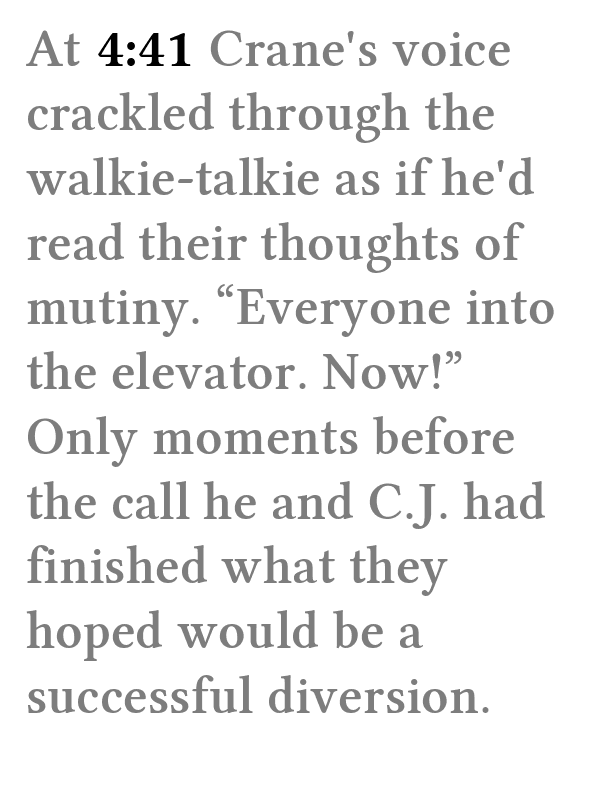 At 4:41 Crane's voice
crackled through the
walkie-talkie as if he'd
read their thoughts of
mutiny. “Everyone into
the elevator. Now!”
Only moments before
the call he and C.J. had
finished what they
hoped would be a
successful diversion.